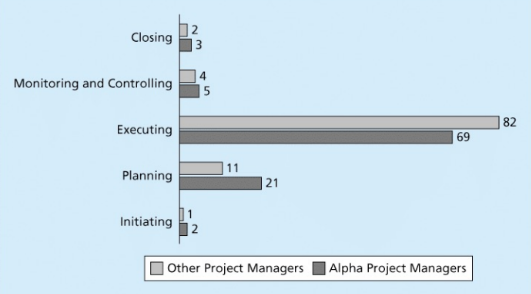 Closing 2
3
Monitoring and Controlling 4
5
Executing 82
69
Planning 11
21
Initiating 1
2
Other Project Managers Alpha Project Managers